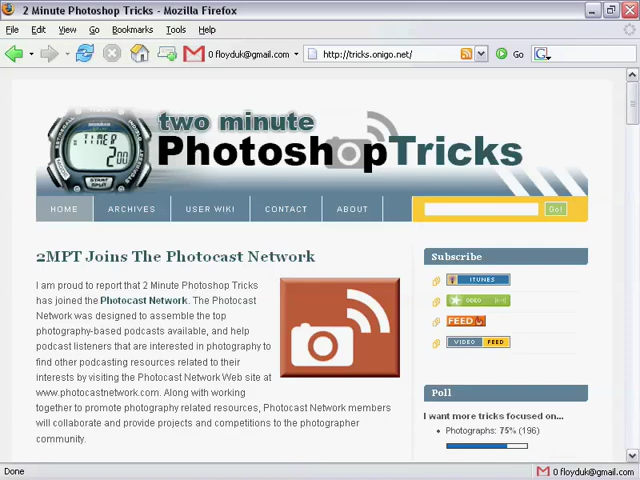 2 Minute Photoshop Tricks - Mozilla Firefox
File Edit View Go Bookmarks Tools Help
0 floyduk@gmail.com http://tricks.onigo.net/ Go
TIMER
200
two minute
Photoshop Tricks
HOME ARCHIVES USER WIKI CONTACT ABOUT Go!
2MPT Joins The Photocast Network
I am proud to report that 2 Minute Photoshop Tricks
has joined the Photocast Network. The Photocast
Network was designed to assemble the top
photography-based podcasts available, and help
podcast listeners that are interested in photography to
find other podcasting resources related to their
interests by visiting the Photocast Network Web site at
www.photocastnetwork.com. Along with working
together to promote photography related resources, Photocast Network members
will collaborate and provide projects and competitions to the photographer
community.
Subscribe
ITUNES
FEED
VIDEO FEED
Poll
I want more tricks focused on...
Photographs: 75% (196)
Done 0 floyduk@gmail.com